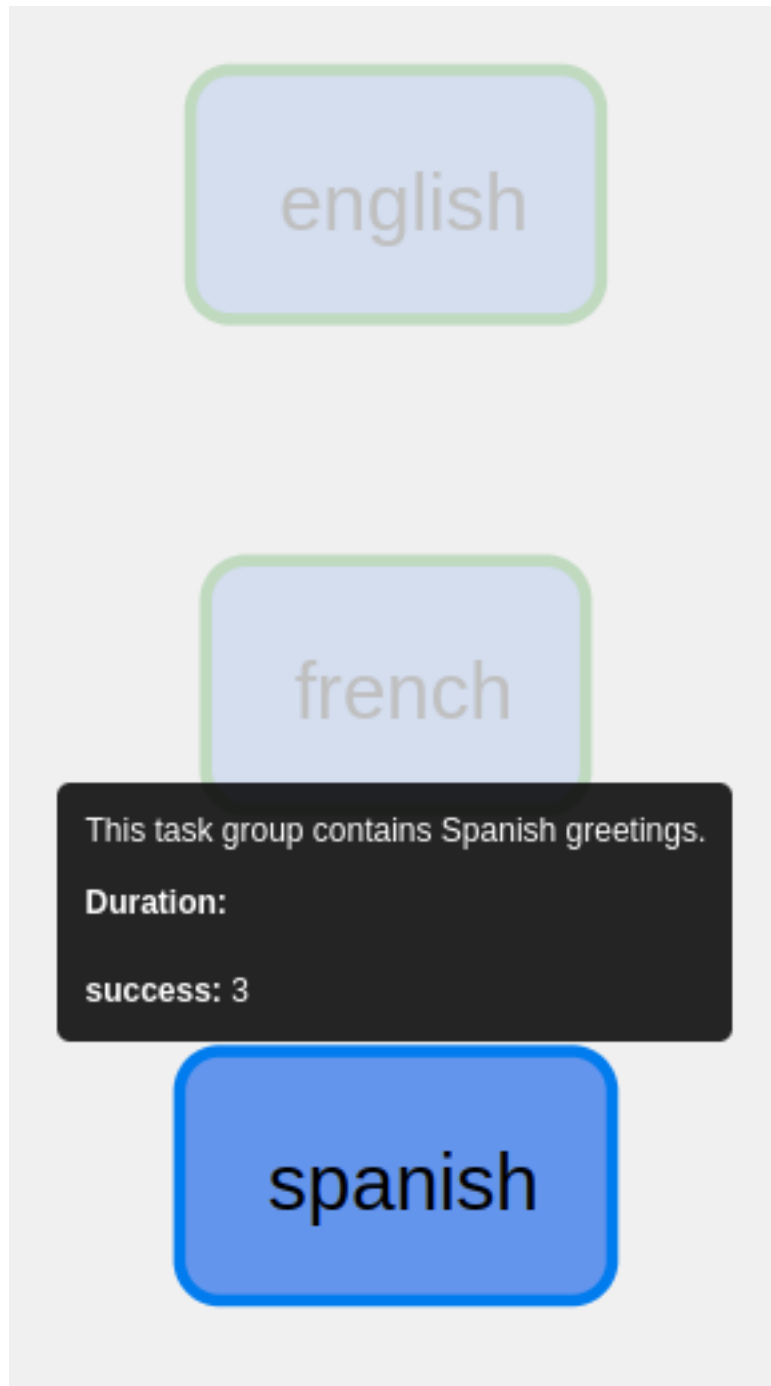 english
french
This task group contains Spanish greetings.
Duration:
success: 3
spanish